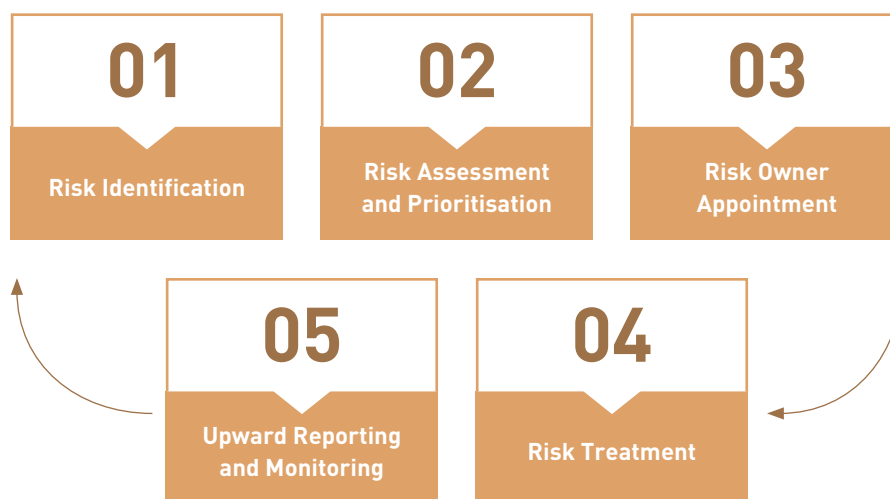 01
Risk Identification
02
Risk Assessment
and Prioritisation
03
Risk Owner
Appointment
04
Risk Treatment
05
Upward Reporting
and Monitoring